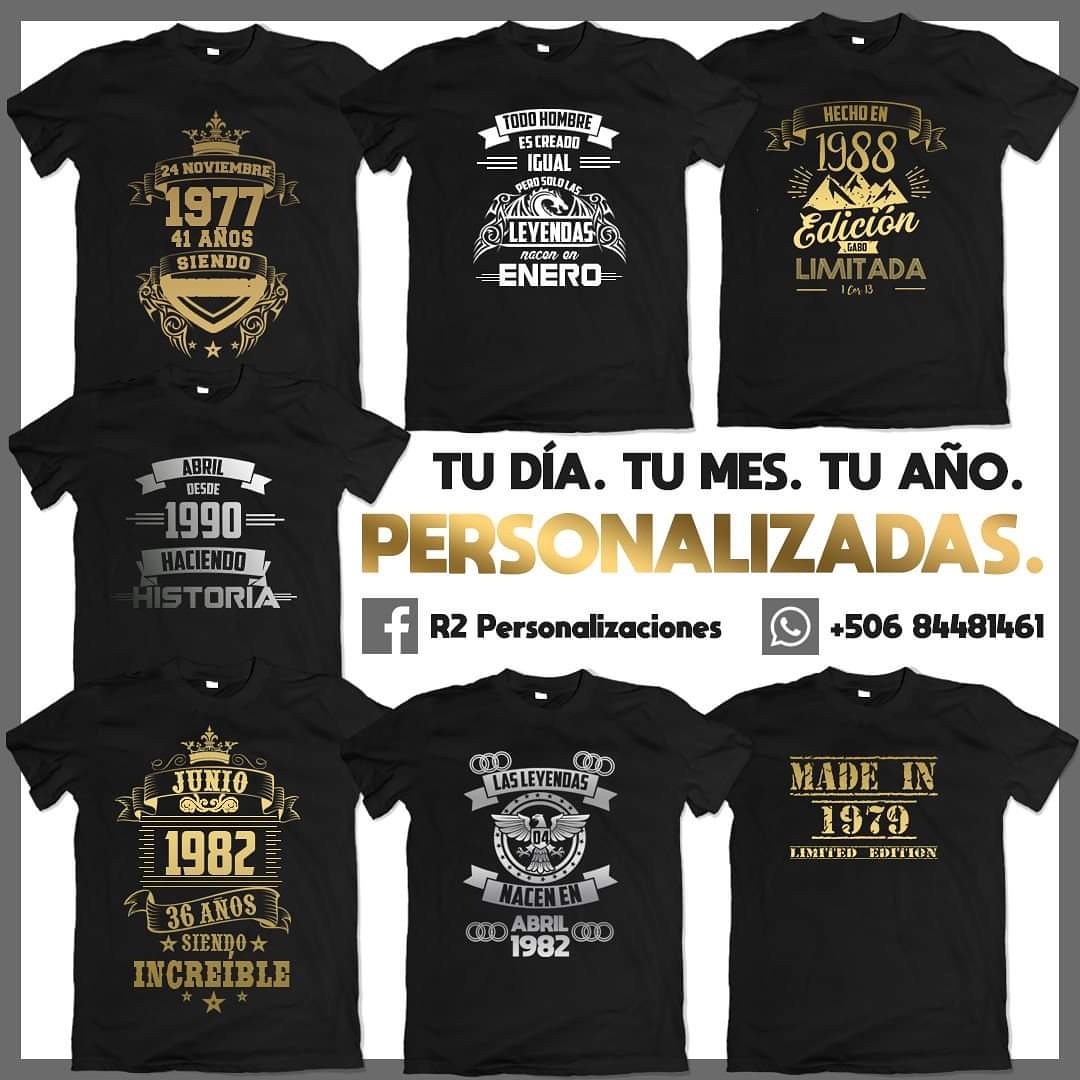 24 NOVIEMBRE
1977
41 AÑOS
SIENDO
TODO HOMBRE
ES CREADO
IGUAL
PERO SOLO LAS
LEYENDAS
nacen en
ENERO
HECHO EN
1988
Edición
GABO
LIMITADA
1 Cor 13
ABRIL
DESDE
1990
HACIENDO
HISTORIA
TU DÍA. TU MES. TU AÑO.
PERSONALIZADAS.
f R2 Personalizaciones
+506 84481461
JUNIO
1982
36 AÑOS
SIENDO
INCREÍBLE
LAS LEYENDAS
04
NACEN EN
ABRIL
1982
MADE IN
1979
LIMITED EDITION